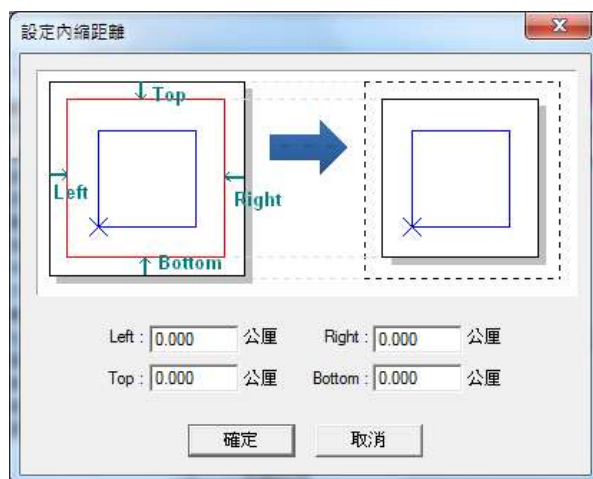 設定內縮距離
Top
Left
Right
Bottom
Left : 0.000 公厘 Right : 0.000 公厘
Top : 0.000 公厘 Bottom : 0.000 公厘
確定 取消